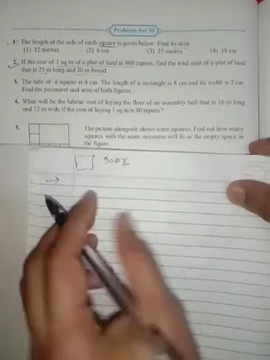 Problem Set 50
1. The length of the side of each square is given below. Find its area.
(1) 12 metres (2) 6 cm (3) 25 metres (4) 18 cm
2. If the cost of 1 sq m of a plot of land is 900 rupees, find the total cost of a plot of land
that is 25 m long and 20 m broad.
3. The side of a square is 4 cm. The length of a rectangle is 8 cm and its width is 2 cm.
Find the perimeter and area of both figures.
4. What will be the labour cost of laying the floor of an assembly hall that is 16 m long
and 12 m wide if the cost of laying 1 sq m is 80 rupees?
5. The picture alongside shows some squares. Find out how many
squares with the same measures will fit in the empty space in
the figure.